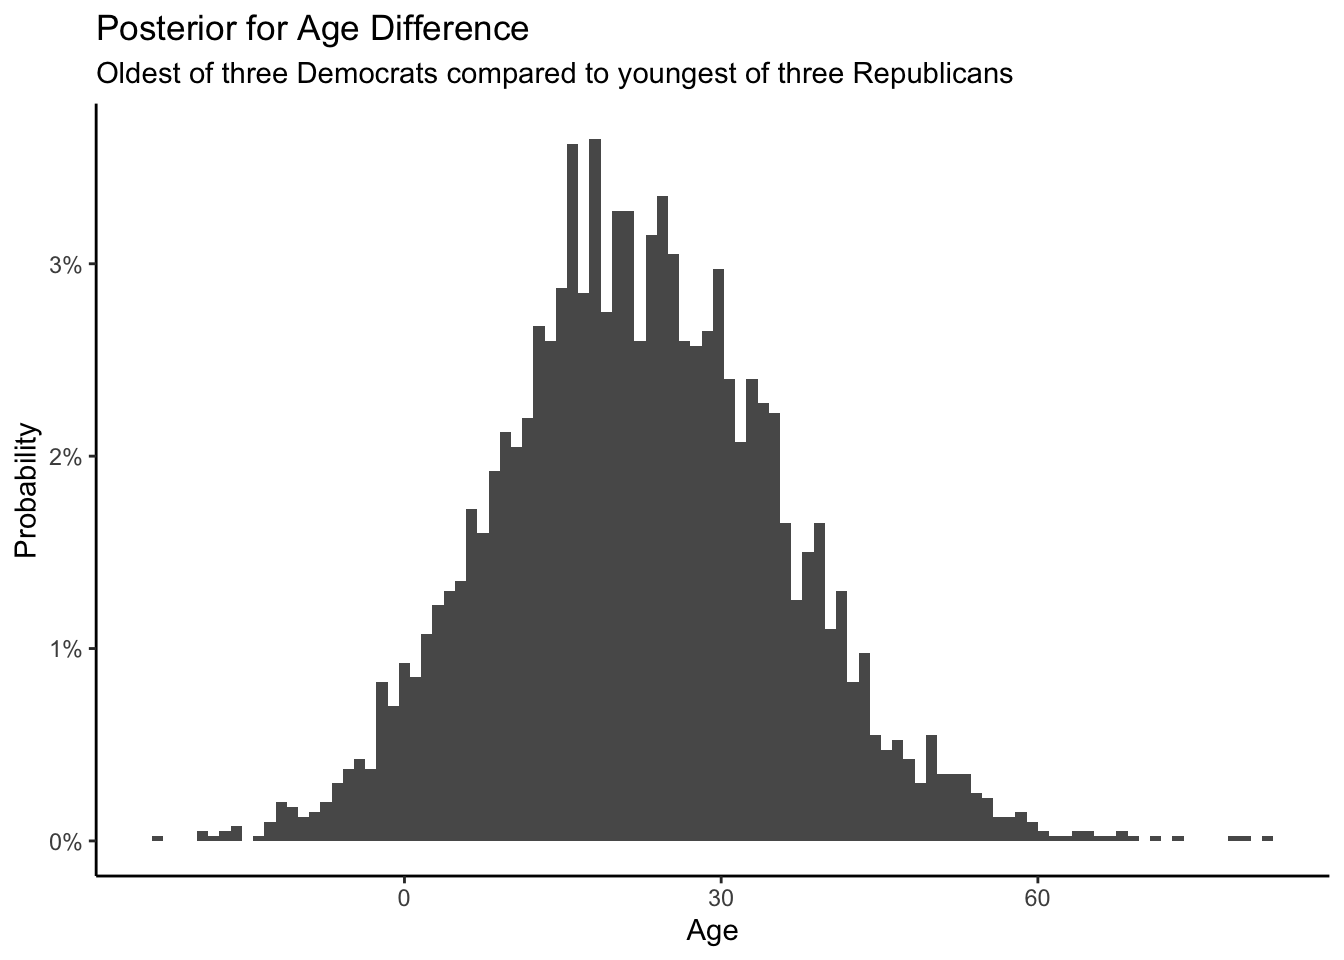 Posterior for Age Difference
Oldest of three Democrats compared to youngest of three Republicans
3%
2%
1%
0%
Probability
0
30
60
Age